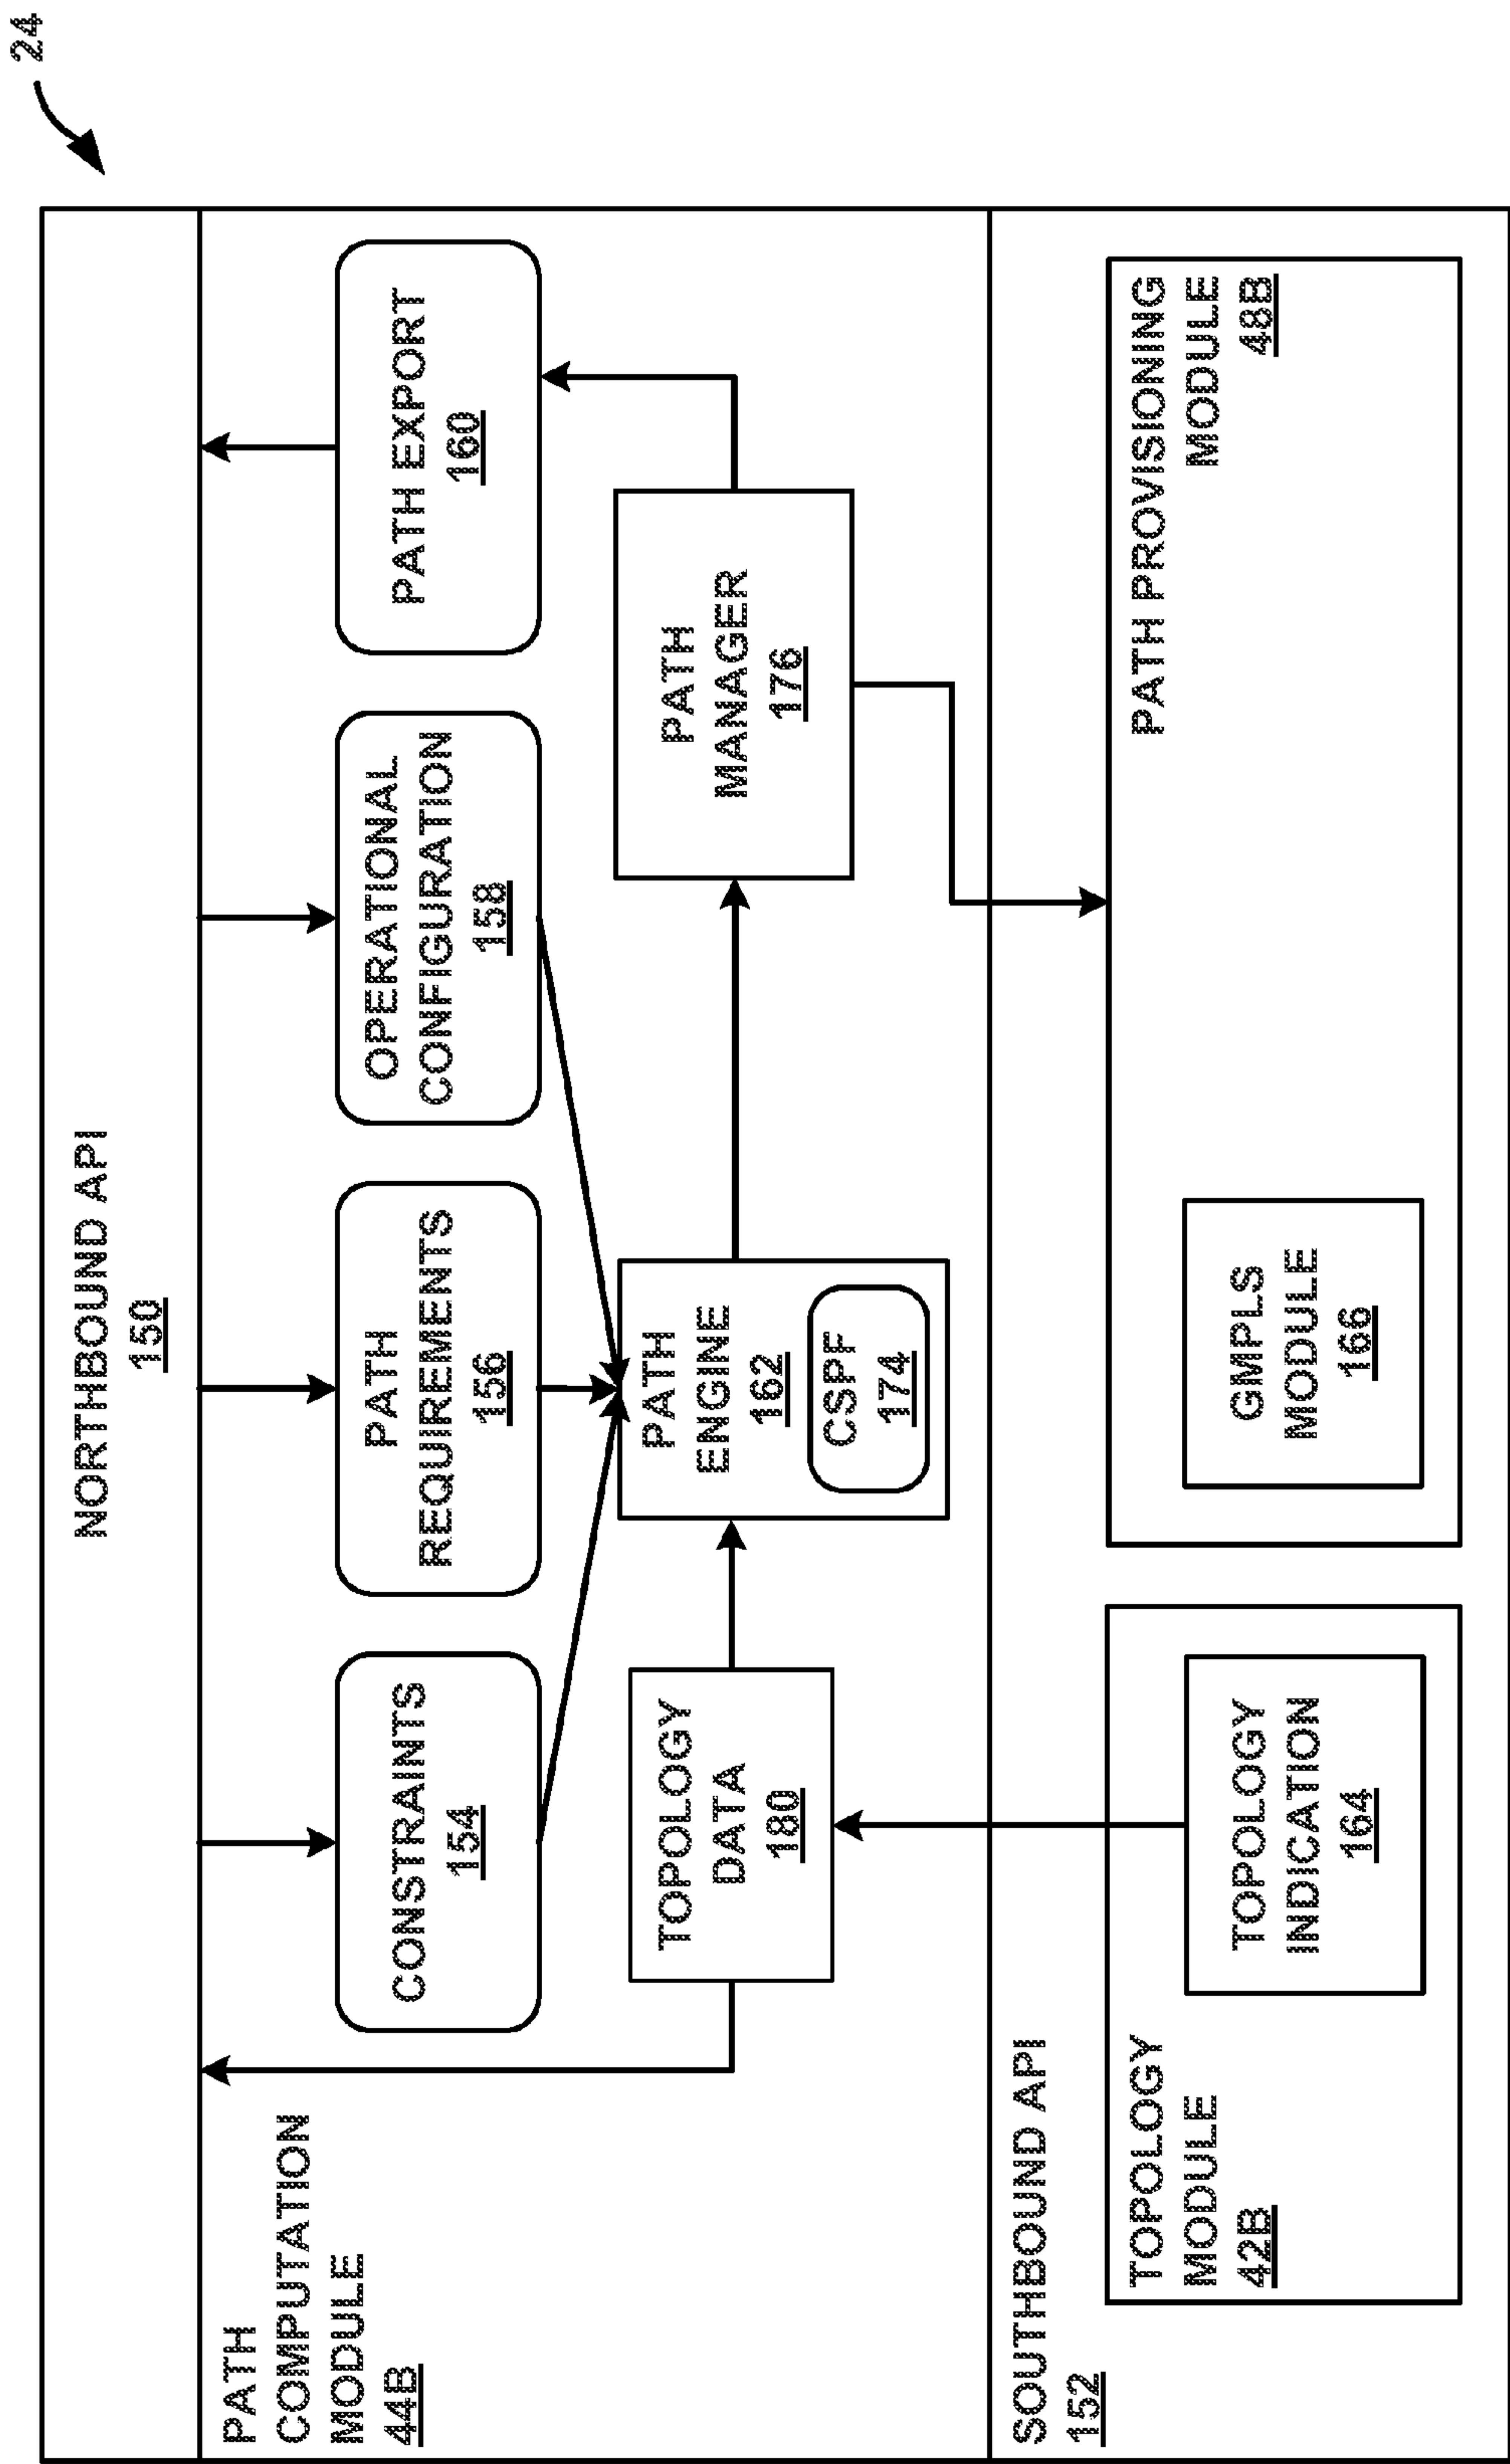 24
NORTHBOUND API
150
PATH
COMPUTATION
MODULE
44B
CONSTRAINTS
154
PATH
REQUIREMENTS
156
OPERATIONAL
CONFIGURATION
158
PATH EXPORT
160
TOPOLOGY
DATA
180
PATH
ENGINE
162
CSPF
174
PATH
MANAGER
176
SOUTHBOUND API
152
TOPOLOGY
MODULE
42B
TOPOLOGY
INDICATION
164
PATH PROVISIONING
MODULE
48B
GMPLS
MODULE
166